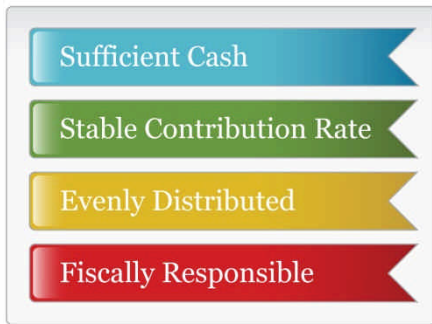 Sufficient Cash
Stable Contribution Rate
Evenly Distributed
Fiscally Responsible